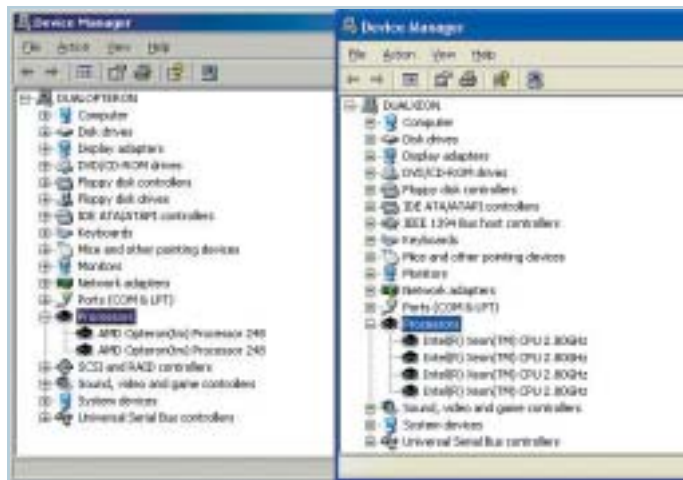 Device Manager
File Action View Help
DUALOPTERON
Computer
Disk drives
Display adapters
DVD/CD-ROM drives
Floppy disk controllers
Floppy disk drives
IDE ATA/ATAPI controllers
Keyboards
Mice and other pointing devices
Monitors
Network adapters
Ports (COM & LPT)
Processors
AMD Opteron(tm) Processor 248
AMD Opteron(tm) Processor 248
SCSI and RAID controllers
Sound, video and game controllers
System devices
Universal Serial Bus controllers
Device Manager
File Action View Help
DUALXEON
Computer
Disk drives
Display adapters
DVD/CD-ROM drives
Floppy disk controllers
IDE ATA/ATAPI controllers
IEEE 1394 Bus host controllers
Keyboards
Mice and other pointing devices
Monitors
Network adapters
Ports (COM & LPT)
Processors
Intel(R) Xeon(TM) CPU 2.80GHz
Intel(R) Xeon(TM) CPU 2.80GHz
Intel(R) Xeon(TM) CPU 2.80GHz
Intel(R) Xeon(TM) CPU 2.80GHz
Sound, video and game controllers
System devices
Universal Serial Bus controllers